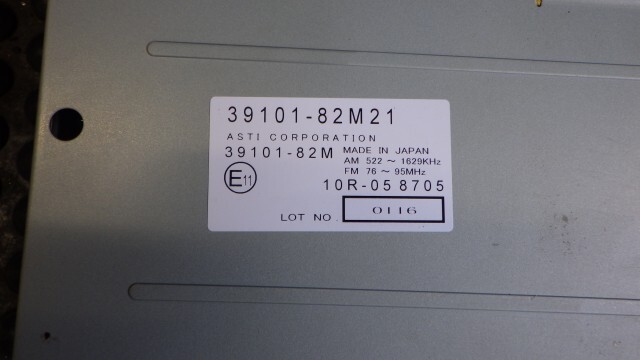 39101-82M21
ASTI CORPORATION
39101-82M
MADE IN JAPAN
AM 522 ～ 1629KHz
FM 76 ～ 95MHz
E11
10R-05 8705
LOT NO
0116